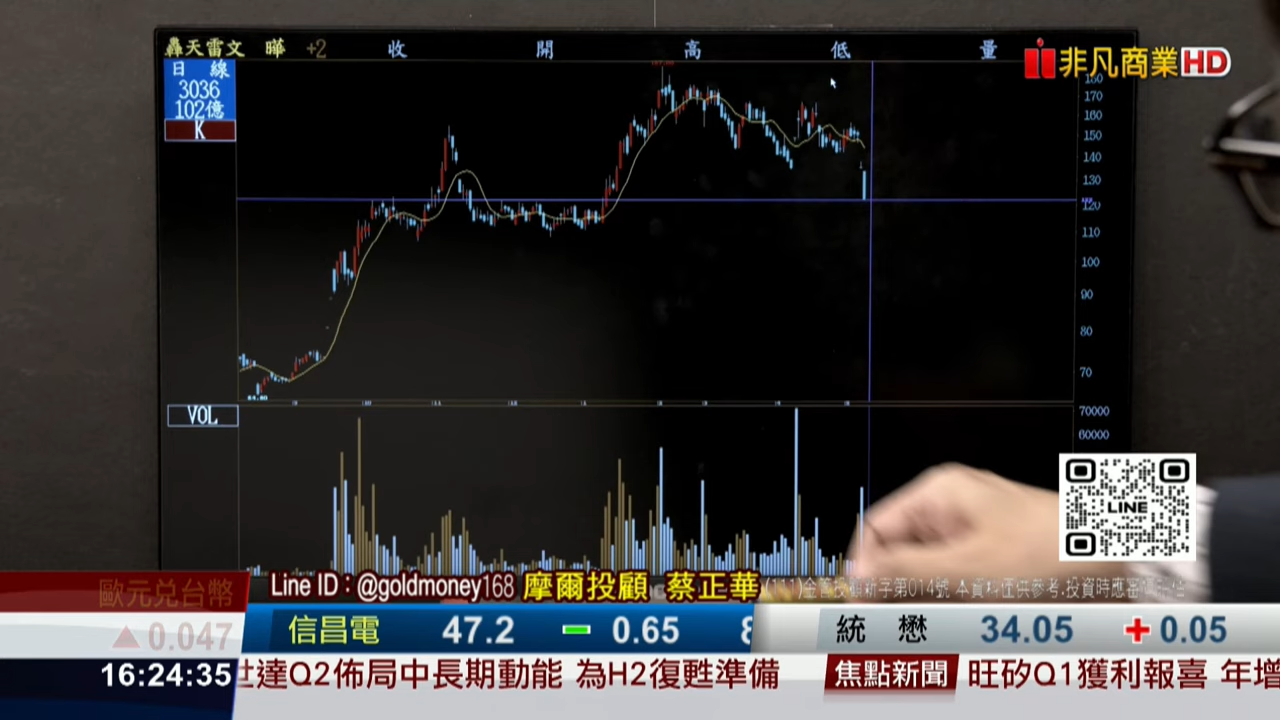 轟天雷文 曄 +2 收 開 高 低 量
非凡商業HD
日 線
3036
102億
K
180
170
160
150
140
130
120
110
100
90
80
70
VOL
70000
60000
LINE
Line ID：@goldmoney168 摩爾投顧 蔡正華
歐元兌台幣
▲0.047
信昌電 47.2 0.65
統 懋 34.05 + 0.05
16:24:35
達Q2佈局中長期動能 為H2復甦準備
焦點新聞 旺矽Q1獲利報喜 年增